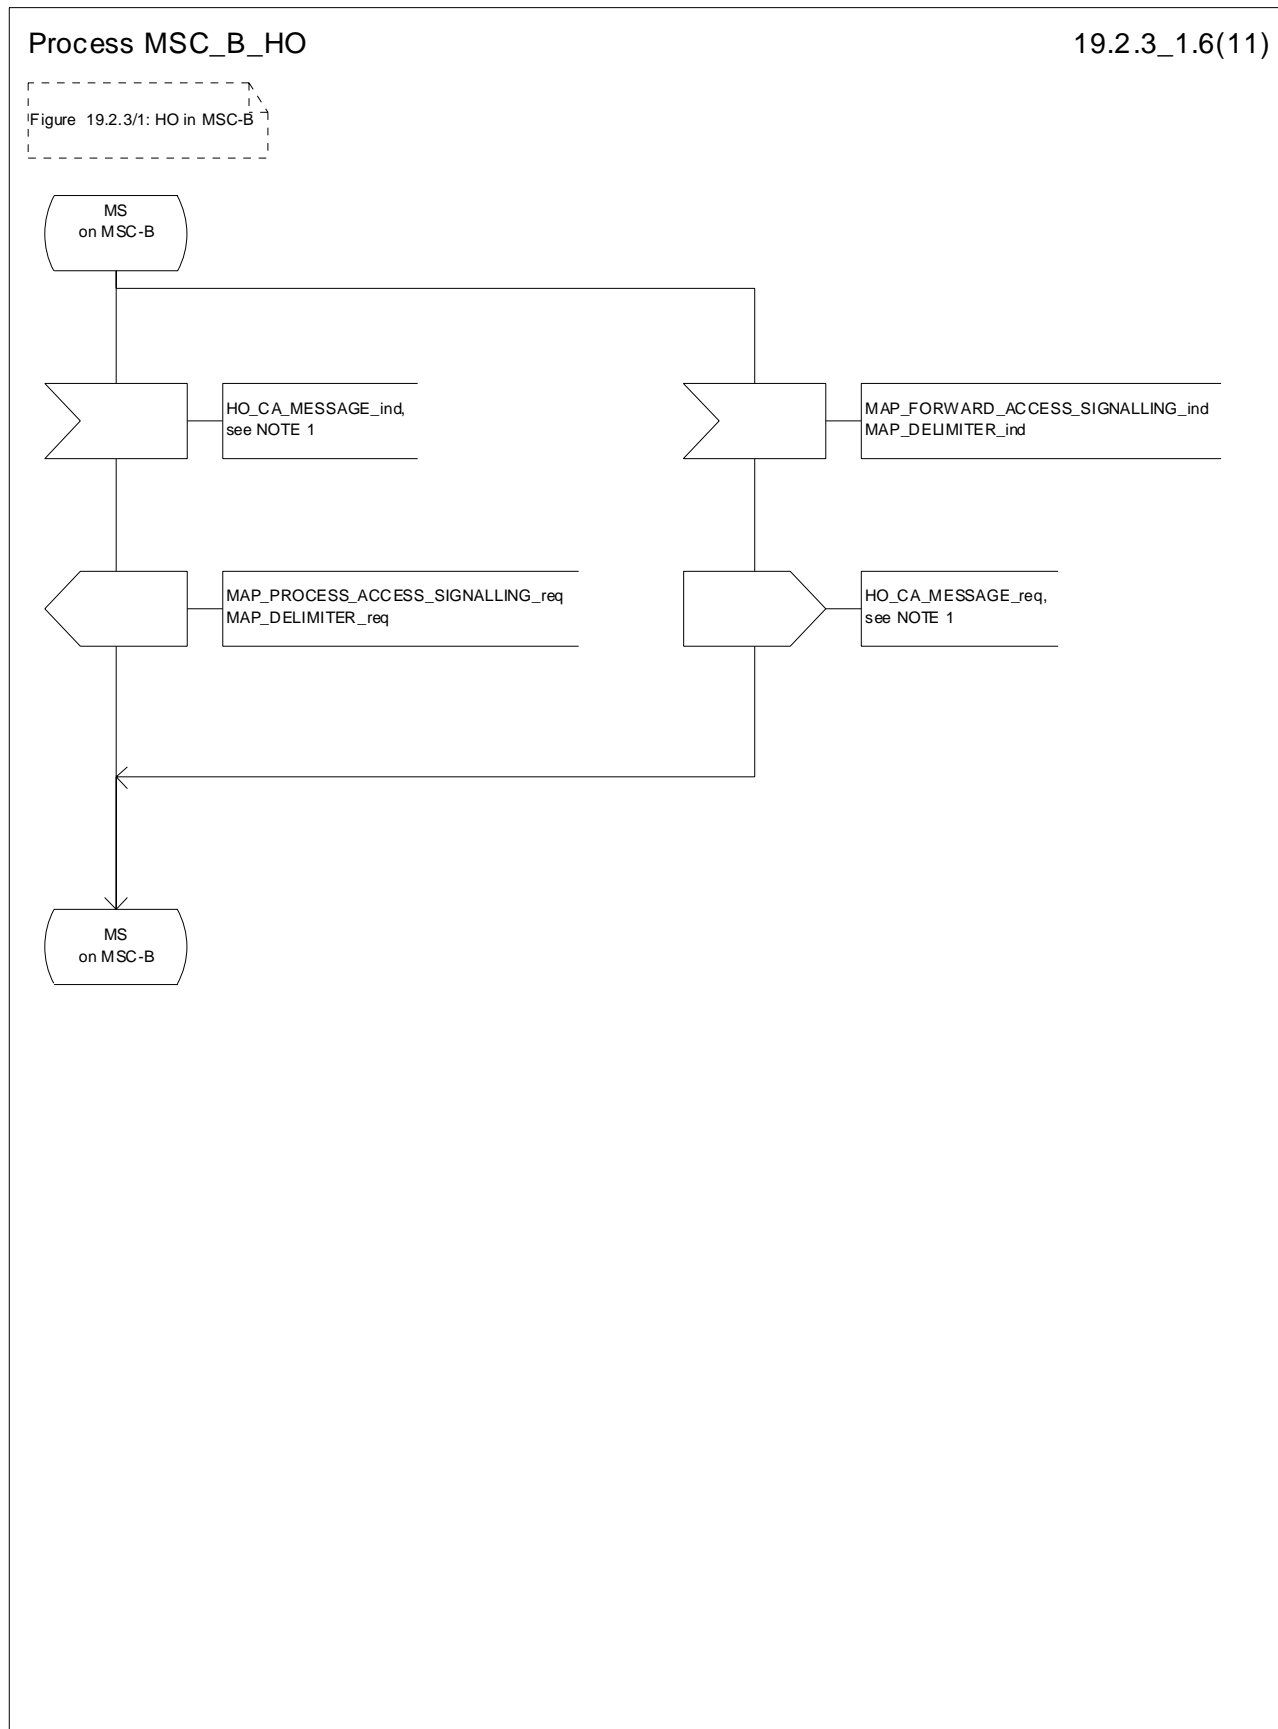 Process MSC_B_HO
19.2.3_1.6(11)
Figure 19.2.3/1: HO in MSC-B
MS
on MSC-B
HO_CA_MESSAGE_ind,
see NOTE 1
MAP_FORWARD_ACCESS_SIGNALLING_ind
MAP_DELIMITER_ind
MAP_PROCESS_ACCESS_SIGNALLING_req
MAP_DELIMITER_req
HO_CA_MESSAGE_req,
see NOTE 1
MS
on MSC-B